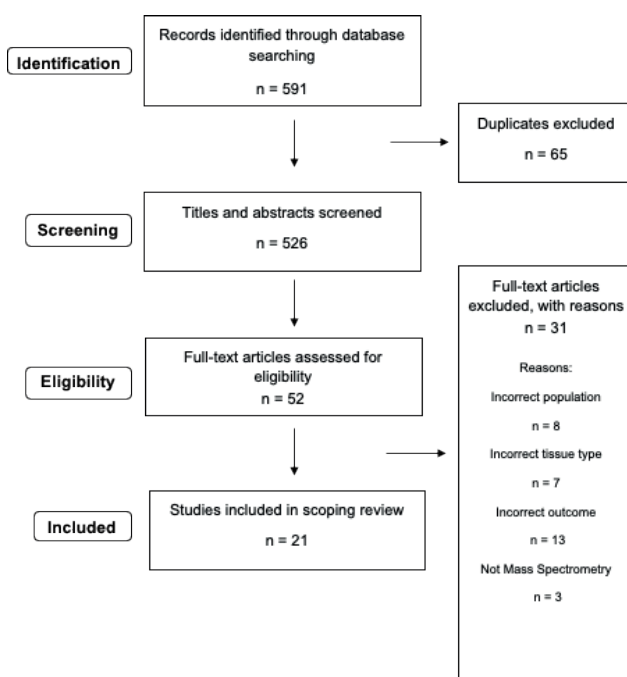 Records identified through database
searching
n = 591
Identification
Duplicates excluded
n = 65
Titles and abstracts screened
n = 526
Screening
Full-text articles
excluded, with reasons
n = 31
Reasons:
Incorrect population
n = 8
Incorrect tissue type
n = 7
Incorrect outcome
n = 13
Not Mass Spectrometry
n = 3
Full-text articles assessed for
eligibility
n = 52
Eligibility
Studies included in scoping review
n = 21
Included